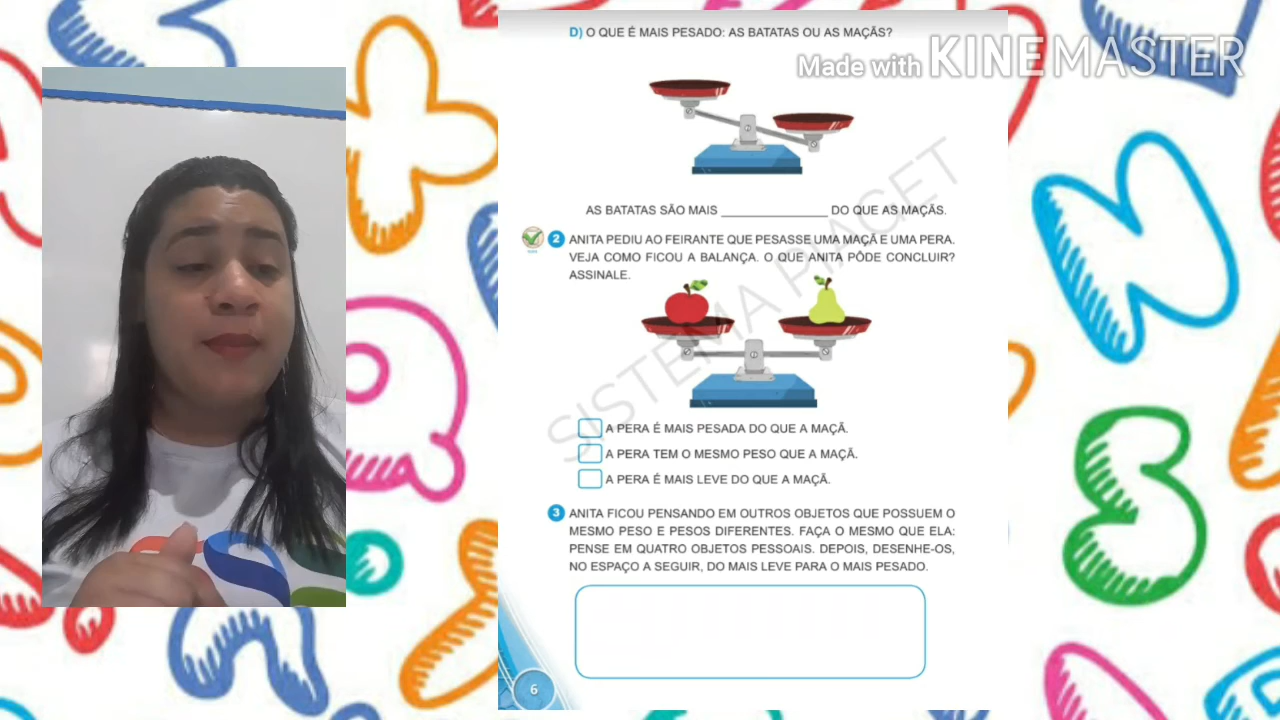 D) O QUE É MAIS PESADO: AS BATATAS OU AS MAÇÃS?
Made with KINEMASTER
AS BATATAS SÃO MAIS ________________ DO QUE AS MAÇÃS.
2 ANITA PEDIU AO FEIRANTE QUE PESASSE UMA MAÇÃ E UMA PERA.
VEJA COMO FICOU A BALANÇA. O QUE ANITA PÔDE CONCLUIR?
ASSINALE.
SISTEMA PIAGET
A PERA É MAIS PESADA DO QUE A MAÇÃ.
A PERA TEM O MESMO PESO QUE A MAÇÃ.
A PERA É MAIS LEVE DO QUE A MAÇÃ.
3 ANITA FICOU PENSANDO EM OUTROS OBJETOS QUE POSSUEM O
MESMO PESO E PESOS DIFERENTES. FAÇA O MESMO QUE ELA:
PENSE EM QUATRO OBJETOS PESSOAIS. DEPOIS, DESENHE-OS,
NO ESPAÇO A SEGUIR, DO MAIS LEVE PARA O MAIS PESADO.
6